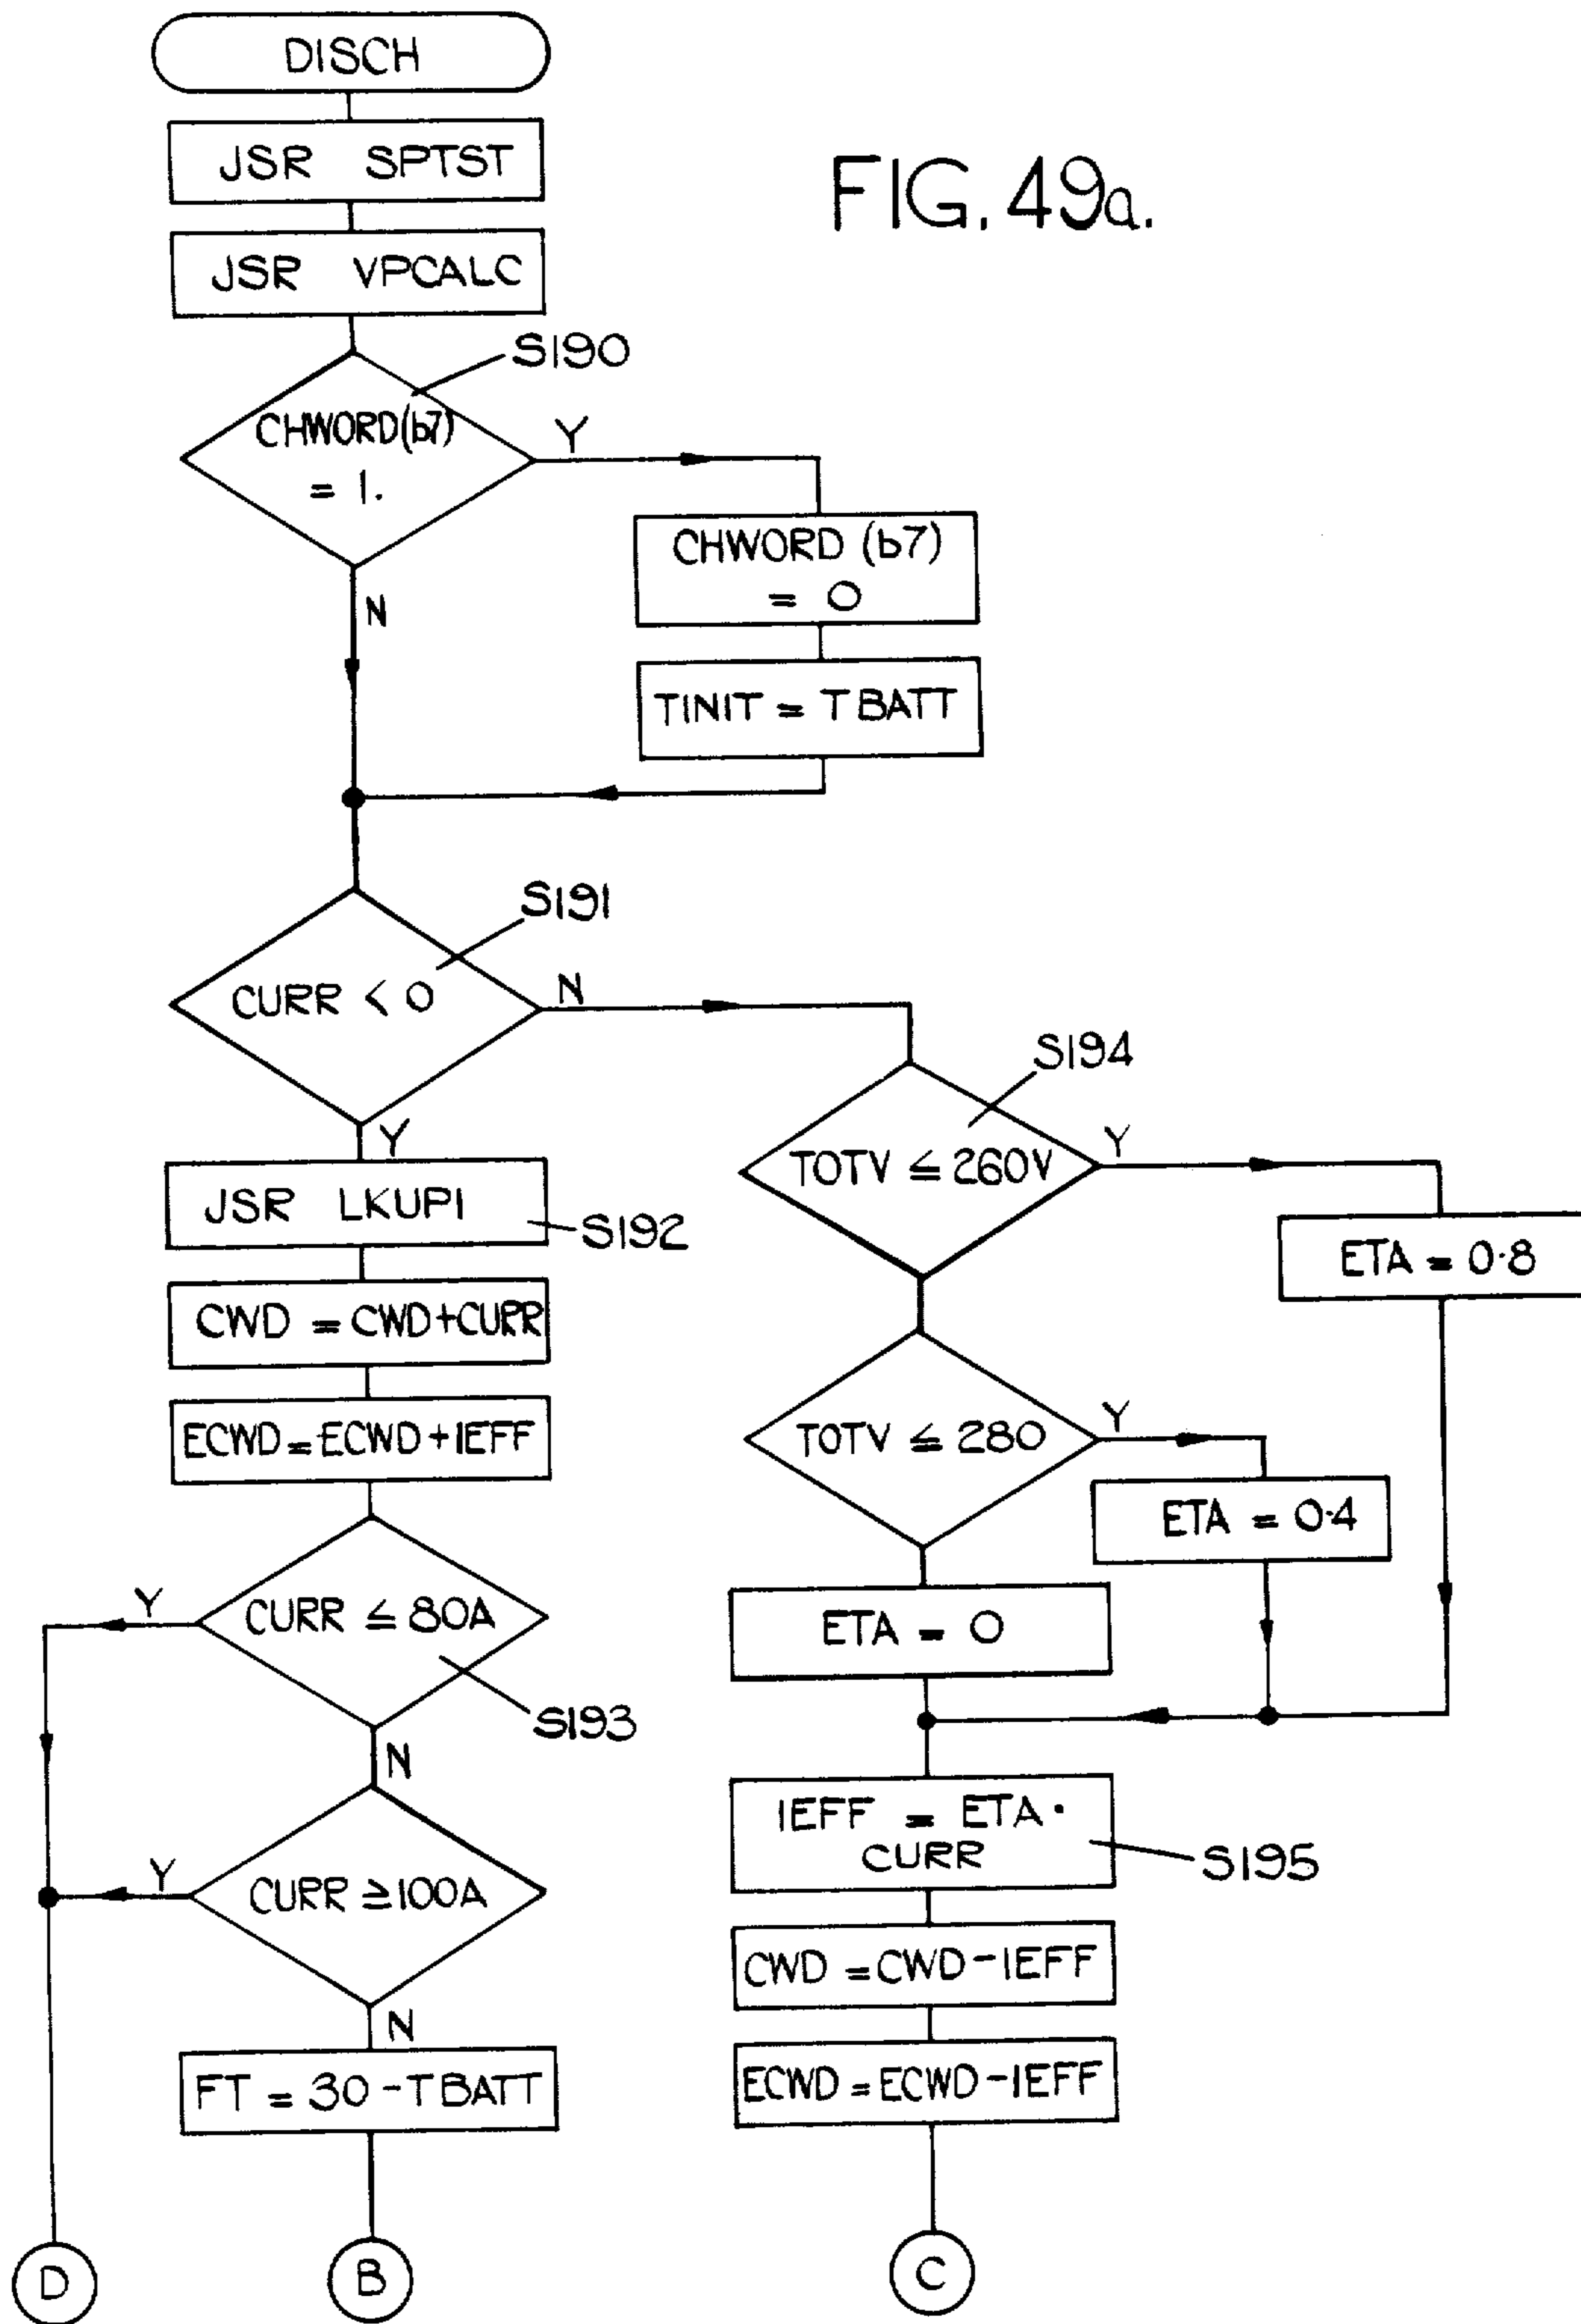 DISCH
JSR SPTST
FIG. 49a.
JSR VPCALC
S190
CHWORD(b7)
= 1.
Y
N
CHWORD (b7)
= 0
TINIT = TBATT
S191
CURR < 0
N
Y
S194
TOTV ≤ 260V
Y
ETA = 0.8
JSR LKUP1
S192
CWD = CWD+CURR
ECWD = ECWD + IEFF
TOTV ≤ 280
Y
ETA = 0.4
ETA = 0
CURR ≤ 80A
Y
S193
N
CURR ≥ 100A
Y
N
IEFF = ETA.
CURR
S195
CWD = CWD - IEFF
FT = 30 - TBATT
ECWD = ECWD - IEFF
D
B
C